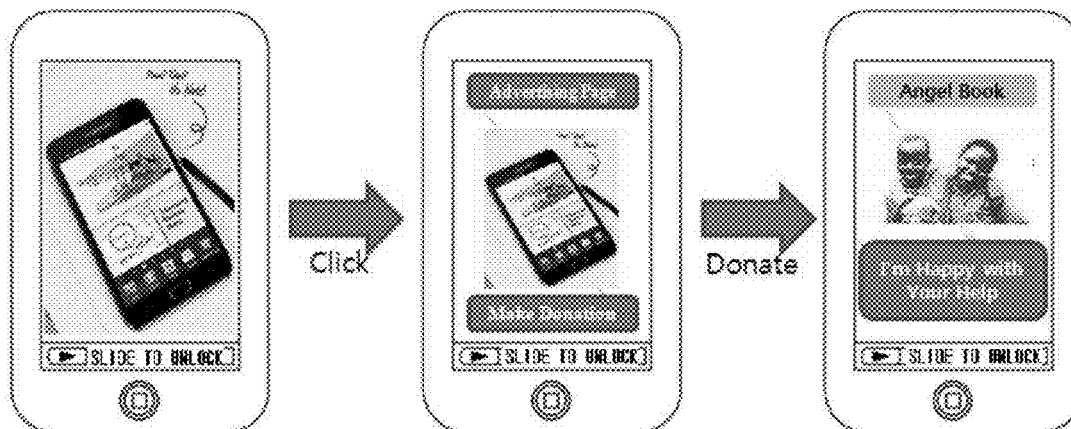 Advertising Page
Angel Book
Click
Donate
I'm Happy with
Your Help
Make Donation
SLIDE TO UNLOCK
SLIDE TO UNLOCK
SLIDE TO UNLOCK